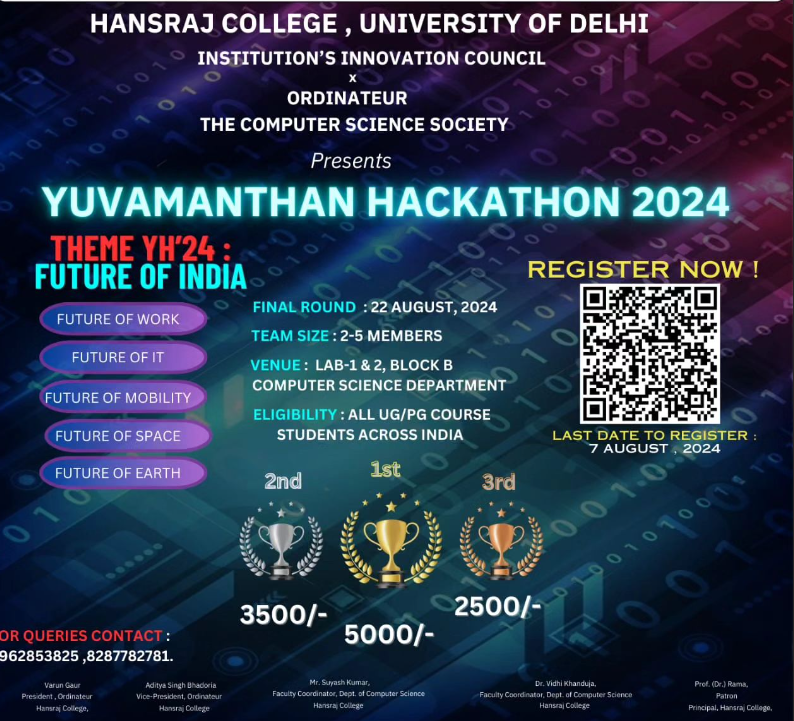 HANSRAJ COLLEGE , UNIVERSITY OF DELHI
INSTITUTION'S INNOVATION COUNCIL
x
ORDINATEUR
THE COMPUTER SCIENCE SOCIETY
Presents
YUVAMANTHAN HACKATHON 2024
THEME YH'24 :
FUTURE OF INDIA
FUTURE OF WORK
FUTURE OF IT
FUTURE OF MOBILITY
FUTURE OF SPACE
FUTURE OF EARTH
FINAL ROUND : 22 AUGUST, 2024
TEAM SIZE : 2-5 MEMBERS
VENUE : LAB-1 & 2, BLOCK B
COMPUTER SCIENCE DEPARTMENT
ELIGIBILITY : ALL UG/PG COURSE
STUDENTS ACROSS INDIA
REGISTER NOW !
LAST DATE TO REGISTER :
7 AUGUST , 2024
2nd
1st
3rd
3500/-
5000/-
2500/-
OR QUERIES CONTACT :
962853825 ,8287782781.
Varun Gaur
President , Ordinateur
Hansraj College,
Aditya Singh Bhadoria
Vice-President, Ordinateur
Hansraj College
Mr. Suyash Kumar,
Faculty Coordinator, Dept. of Computer Science
Hansraj College
Dr. Vidhi Khanduja,
Faculty Coordinator, Dept. of Computer Science
Hansraj College
Prof. (Dr.) Rama,
Patron
Principal, Hansraj College,